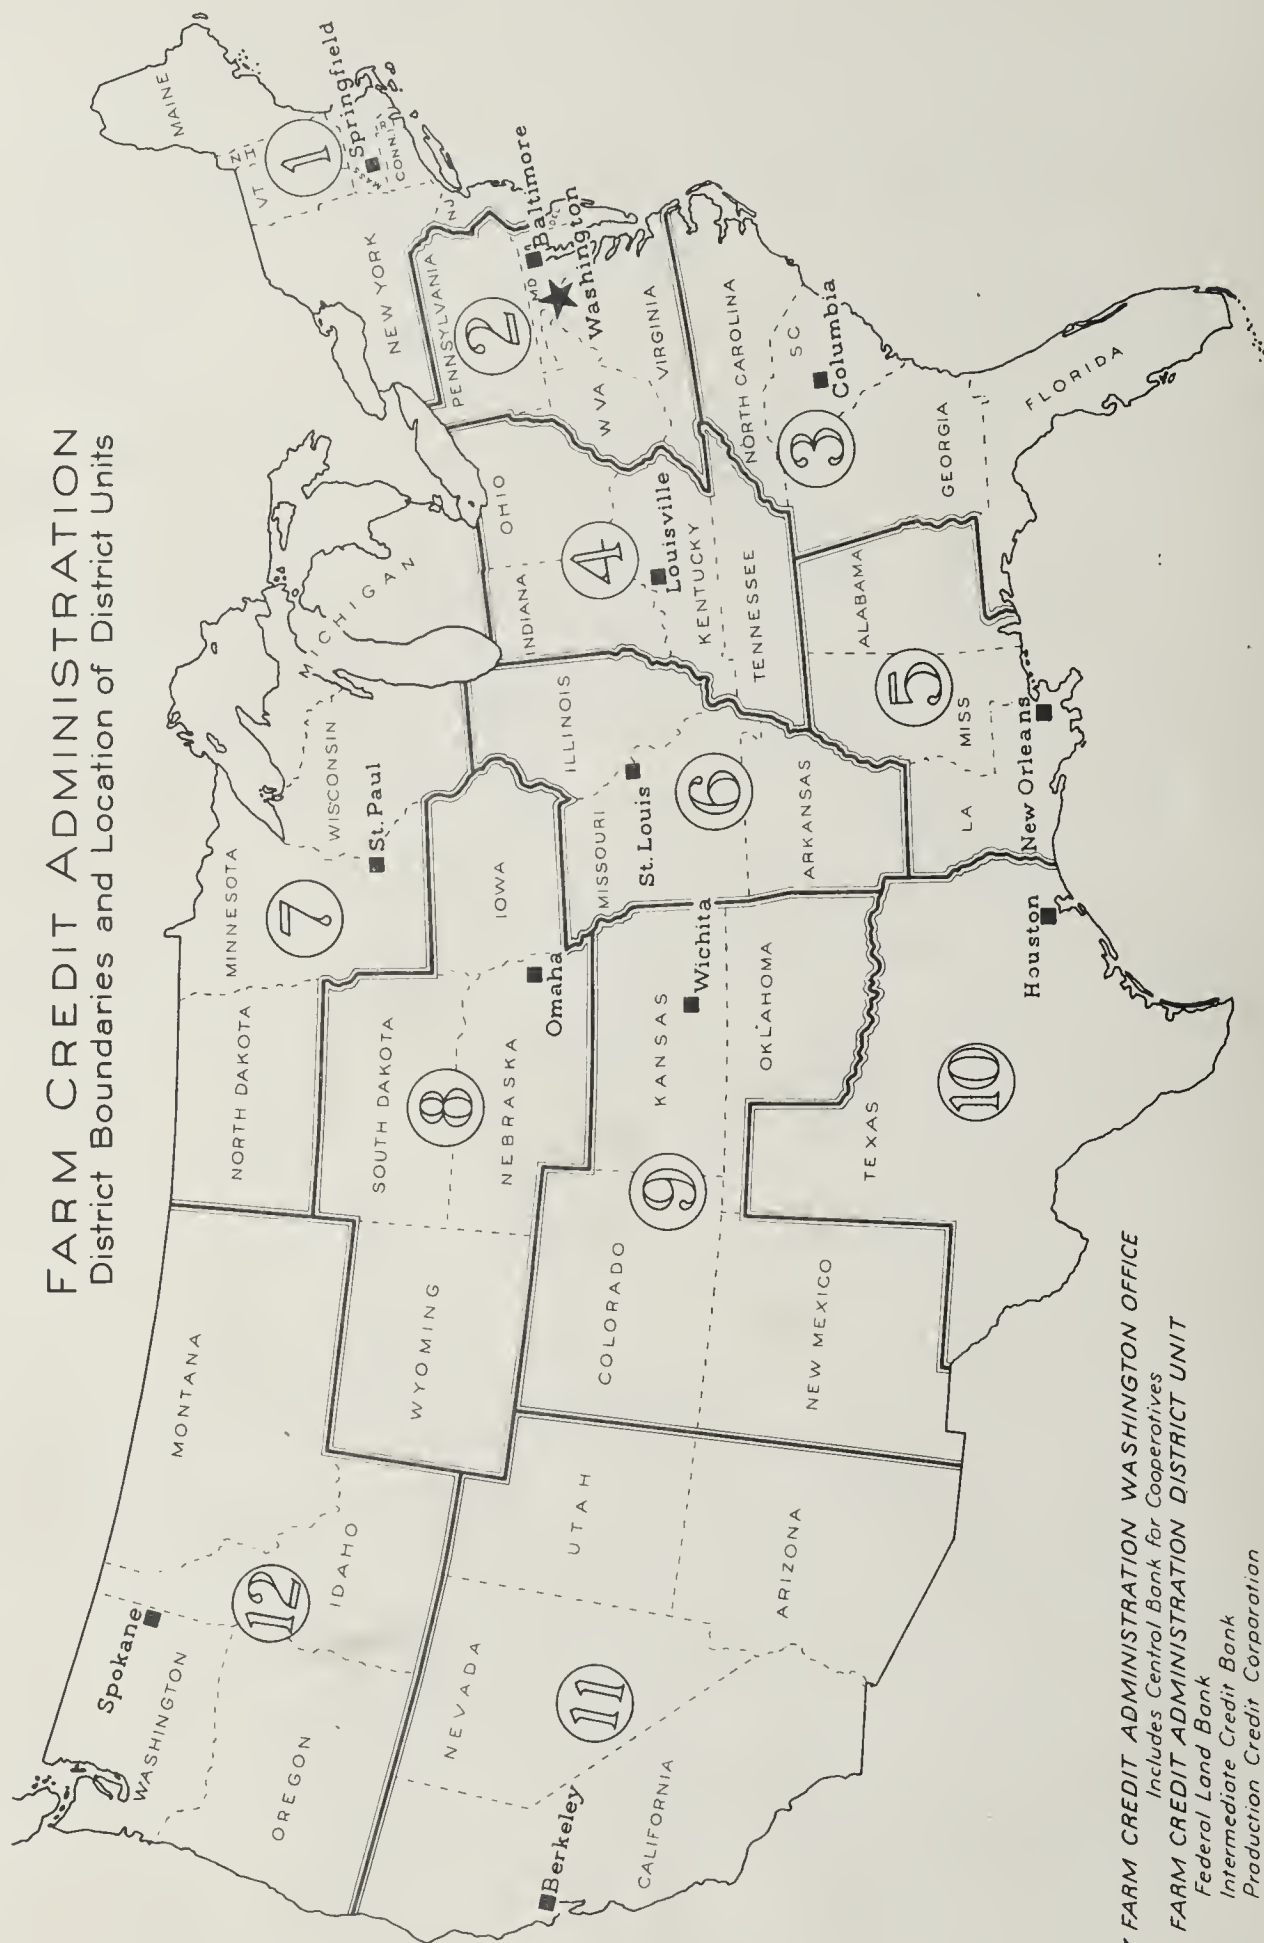 FARM CREDIT ADMINISTRATION
District Boundaries and Location of District Units
Spokane
WASHINGTON
OREGON
12
IDAHO
MONTANA
NORTH DAKOTA
MINNESOTA
7
St. Paul
WISCONSIN
MICHIGAN
MAINE
VT
N H
1
MASS
Springfield
R I
CONN
NEW YORK
NJ
PENNSYLVANIA
2
MD
DEL
Baltimore
Washington
W VA
VIRGINIA
WYOMING
SOUTH DAKOTA
8
NEBRASKA
IOWA
Omaha
OHIO
INDIANA
4
Louisville
KENTUCKY
TENNESSEE
ILLINOIS
MISSOURI
St. Louis
6
ARKANSAS
NORTH CAROLINA
SC
Columbia
3
GEORGIA
FLORIDA
ALABAMA
5
MISS
LA
New Orleans
NEVADA
UTAH
11
Berkeley
CALIFORNIA
ARIZONA
COLORADO
9
KANSAS
Wichita
OKLAHOMA
NEW MEXICO
TEXAS
10
Houston
FARM CREDIT ADMINISTRATION WASHINGTON OFFICE
Includes Central Bank for Cooperatives
FARM CREDIT ADMINISTRATION DISTRICT UNIT
Federal Land Bank
Intermediate Credit Bank
Production Credit Corporation